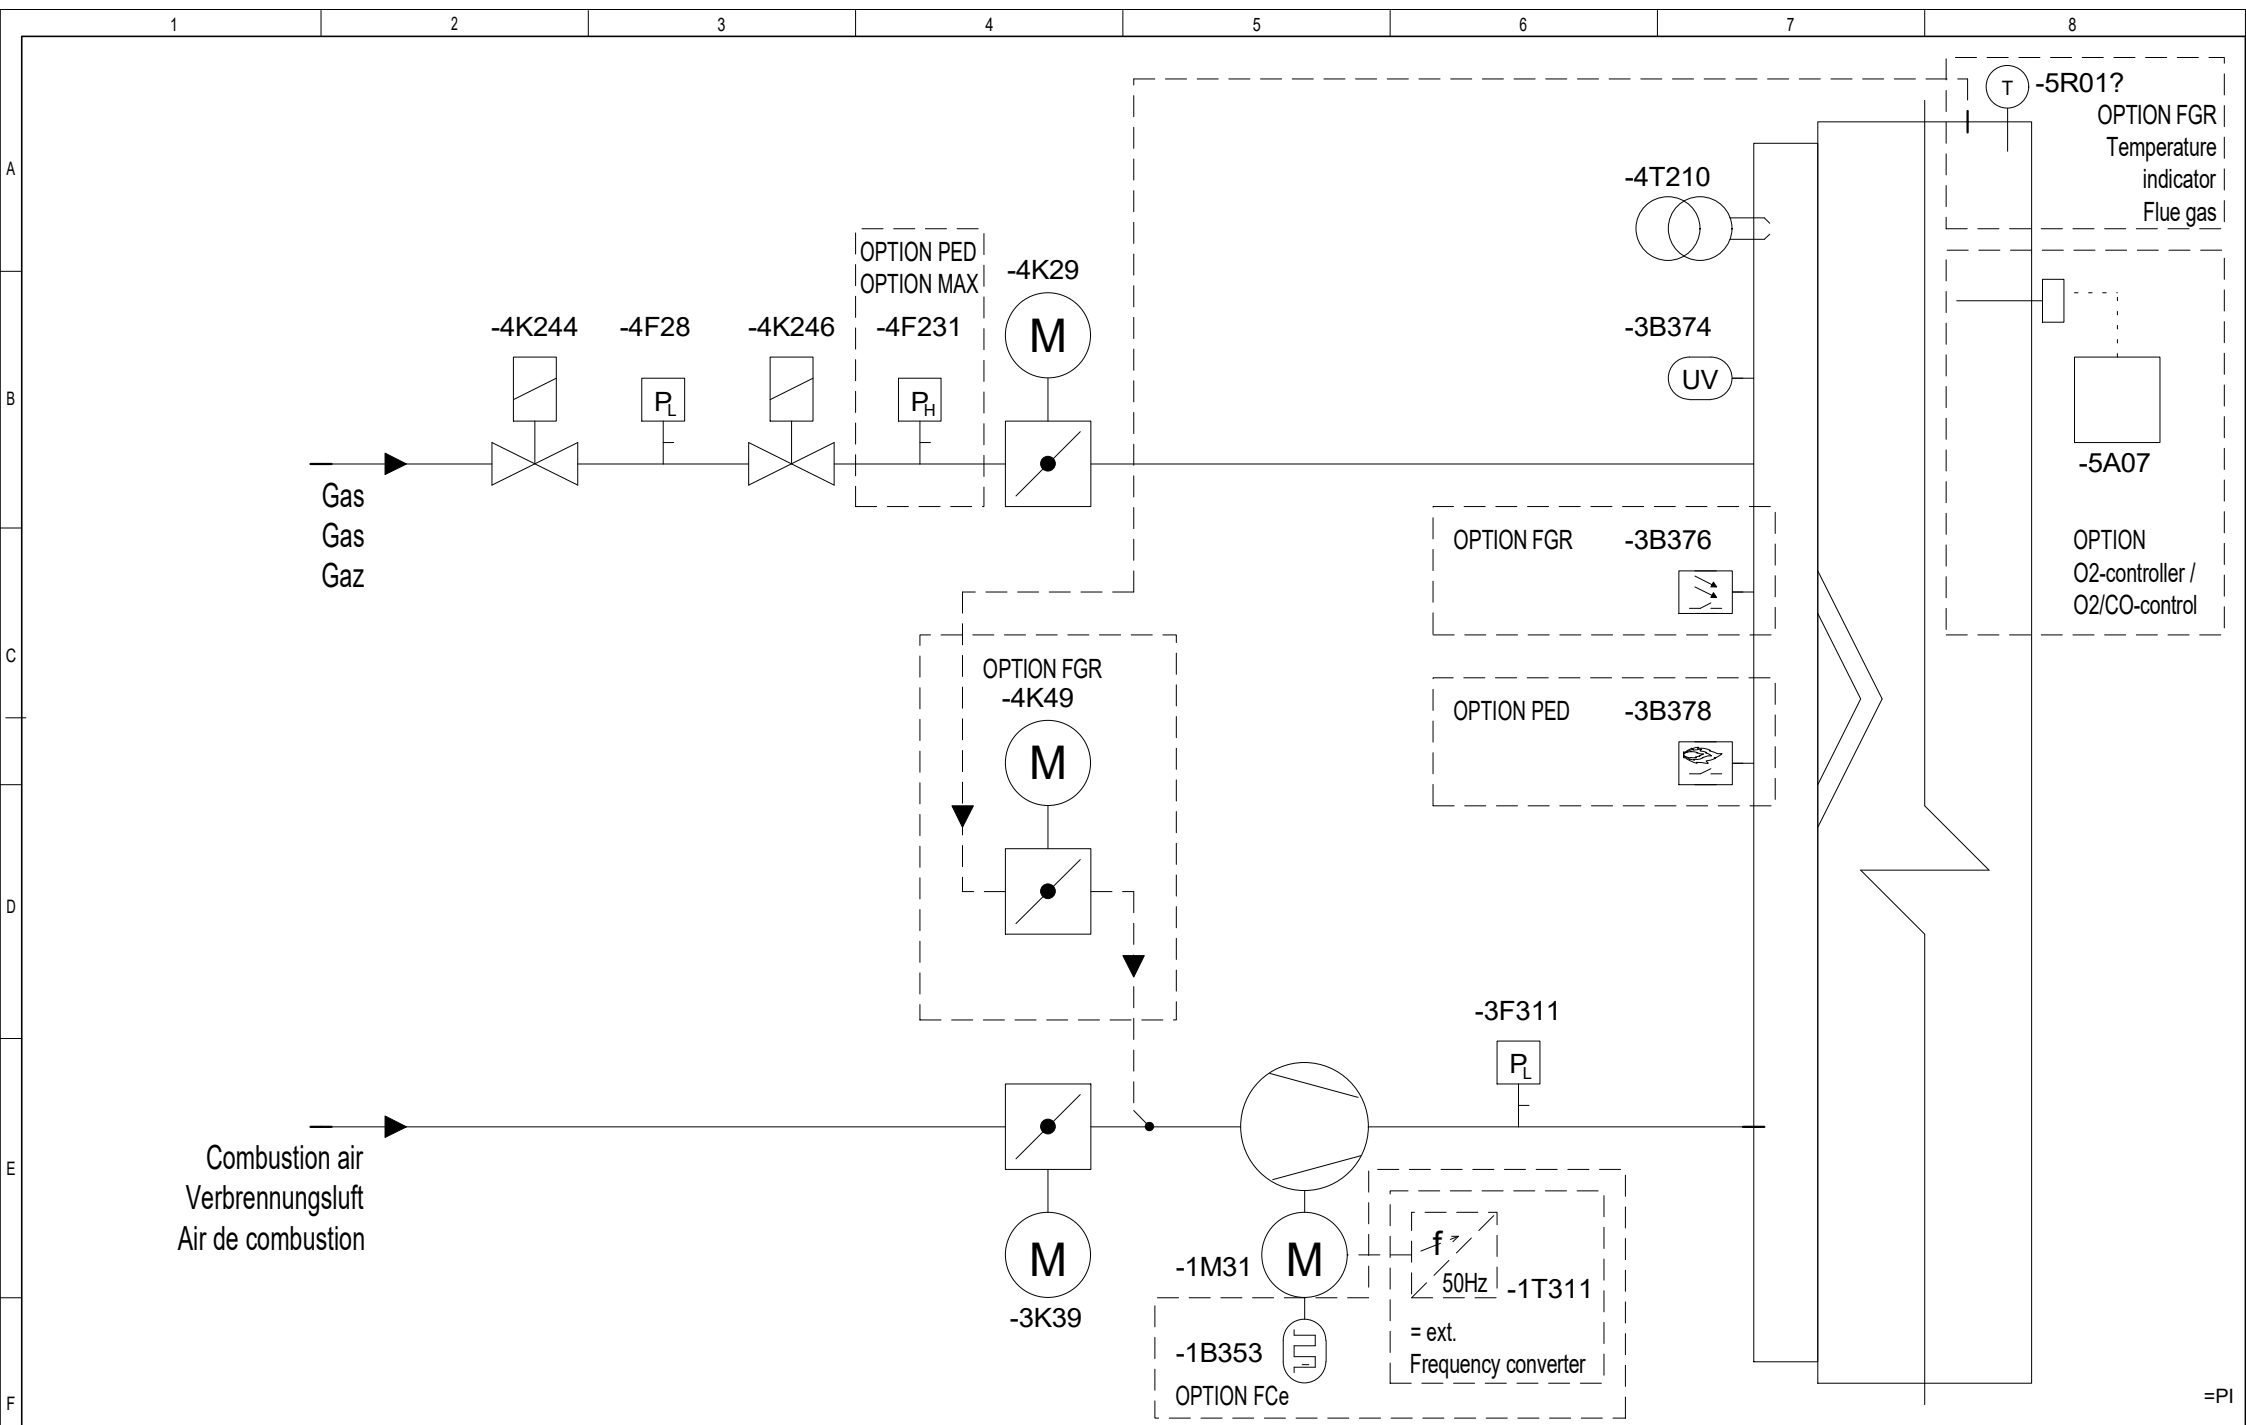 1 2 3 4 5 6 7 8
A
B
C
D
E
F
T -5R01?
OPTION FGR
Temperature
indicator
Flue gas
-4T210
OPTION PED
OPTION MAX
-4K29
-4K244 -4F28 -4K246 -4F231
M
-3B374
PL PH
UV
Gas
Gas
Gaz
-5A07
OPTION
O2-controller /
O2/CO-control
OPTION FGR -3B376
OPTION FGR
-4K49
M
OPTION PED -3B378
-3F311
PL
Combustion air
Verbrennungsluft
Air de combustion
M
-3K39
-1M31 M
f
50Hz -1T311
= ext.
Frequency converter
-1B353
OPTION FCe
=PI